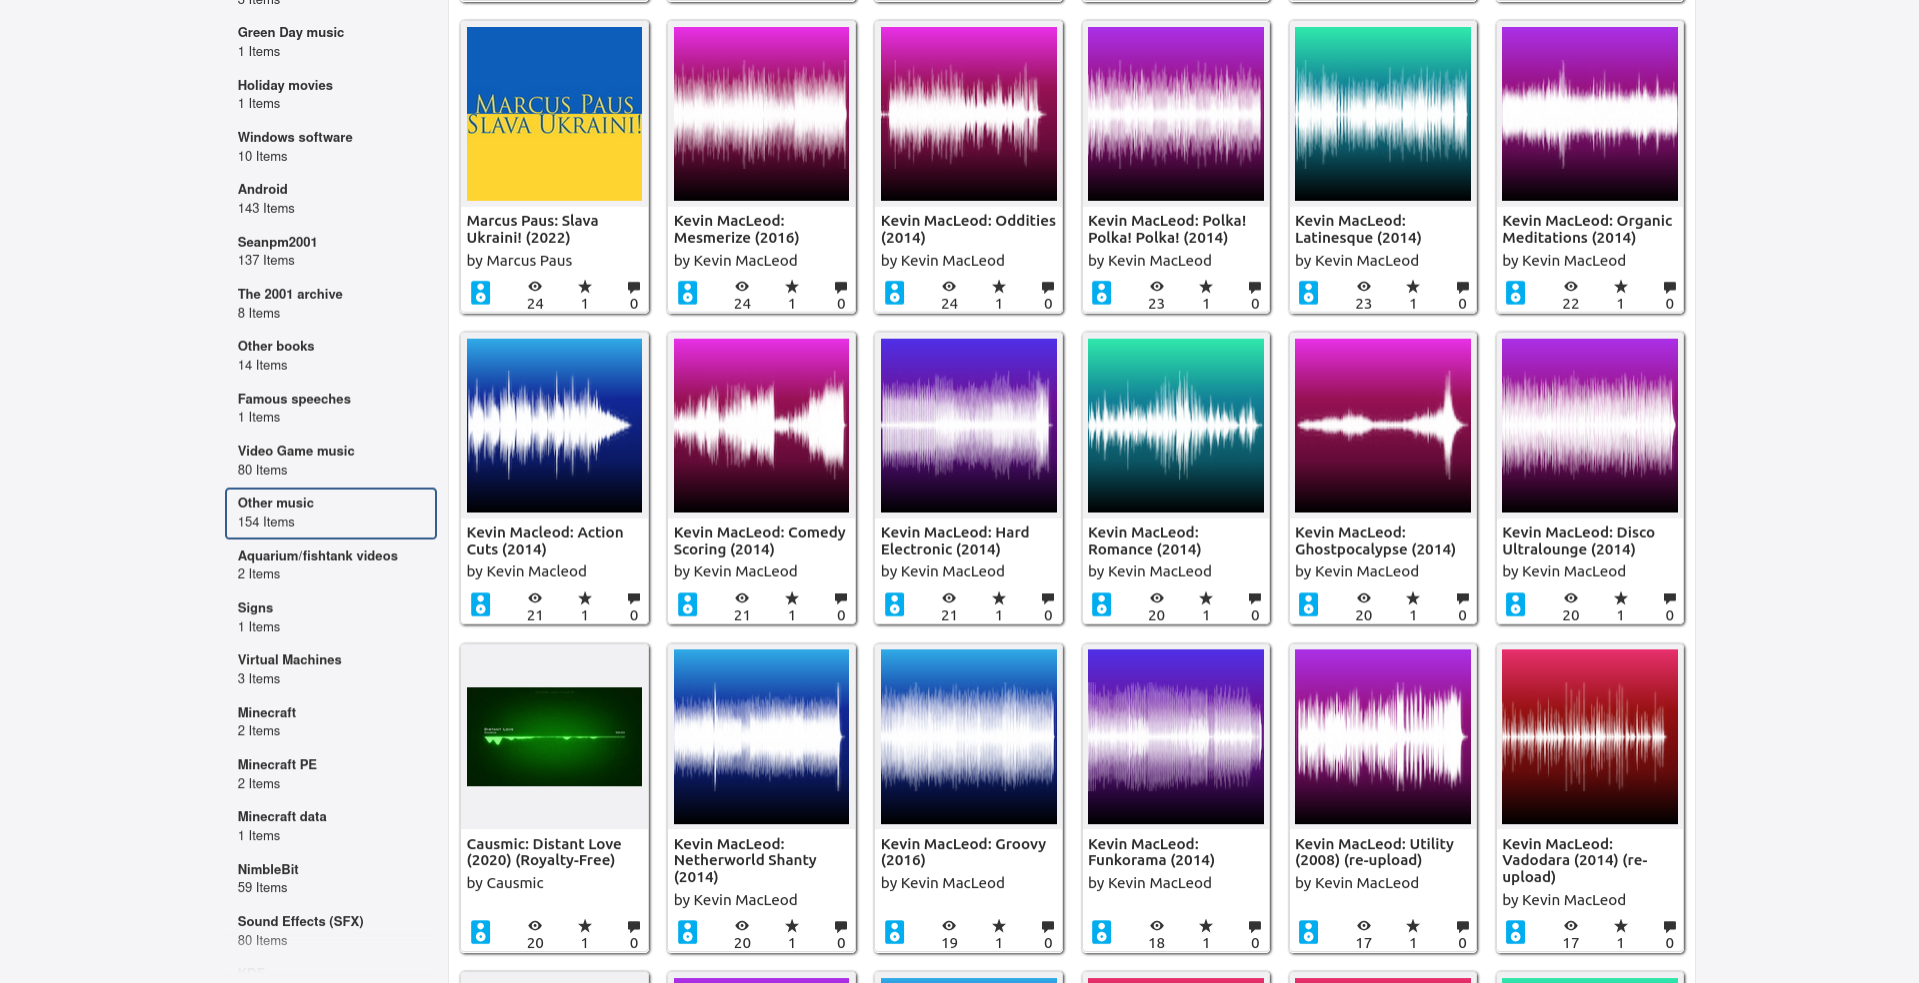 3 Items
Green Day music
1 Items
Holiday movies
1 Items
Windows software
10 Items
Android
143 Items
Seanpm2001
137 Items
The 2001 archive
8 Items
Other books
14 Items
Famous speeches
1 Items
Video Game music
80 Items
Other music
154 Items
Aquarium/fishtank videos
2 Items
Signs
1 Items
Virtual Machines
3 Items
Minecraft
2 Items
Minecraft PE
2 Items
Minecraft data
1 Items
NimbleBit
59 Items
Sound Effects (SFX)
80 Items
MARCUS PAUS
SLAVA UKRAINI!
Marcus Paus: Slava
Ukraini! (2022)
by Marcus Paus
24 1 0
Kevin MacLeod:
Mesmerize (2016)
by Kevin MacLeod
24 1 0
Kevin MacLeod: Oddities
(2014)
by Kevin MacLeod
24 1 0
Kevin MacLeod: Polka!
Polka! Polka! (2014)
by Kevin MacLeod
23 1 0
Kevin MacLeod:
Latinesque (2014)
by Kevin MacLeod
23 1 0
Kevin MacLeod: Organic
Meditations (2014)
by Kevin MacLeod
22 1 0
Kevin Macleod: Action
Cuts (2014)
by Kevin Macleod
21 1 0
Kevin MacLeod: Comedy
Scoring (2014)
by Kevin MacLeod
21 1 0
Kevin MacLeod: Hard
Electronic (2014)
by Kevin MacLeod
21 1 0
Kevin MacLeod:
Romance (2014)
by Kevin MacLeod
20 1 0
Kevin MacLeod:
Ghostpocalypse (2014)
by Kevin MacLeod
20 1 0
Kevin MacLeod: Disco
Ultralounge (2014)
by Kevin MacLeod
20 1 0
DISTANT LOVE
Causmic: Distant Love
(2020) (Royalty-Free)
by Causmic
20 1 0
Kevin MacLeod:
Netherworld Shanty
(2014)
by Kevin MacLeod
20 1 0
Kevin MacLeod: Groovy
(2016)
by Kevin MacLeod
19 1 0
Kevin MacLeod:
Funkorama (2014)
by Kevin MacLeod
18 1 0
Kevin MacLeod: Utility
(2008) (re-upload)
by Kevin MacLeod
17 1 0
Kevin MacLeod:
Vadodara (2014) (re-
upload)
by Kevin MacLeod
17 1 0